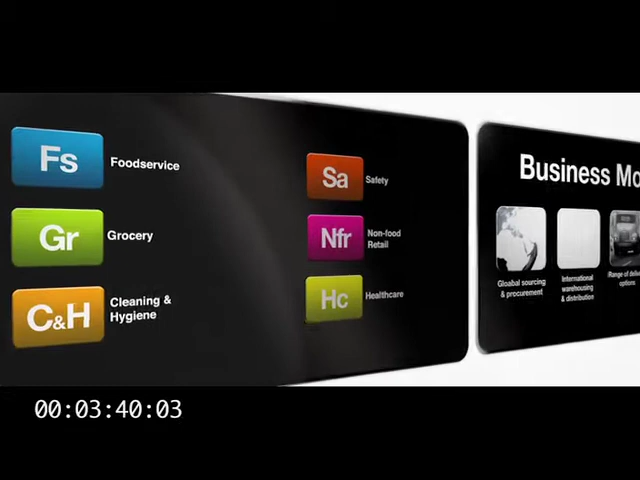 Fs Foodservice
Gr Grocery
C&H Cleaning &
Hygiene
Sa Safety
Nfr Non-food
Retail
Hc Healthcare
Business Mo
Gloabal sourcing
& procurement
International
warehousing
& distribution
Range of delive
options
00:03:40:03